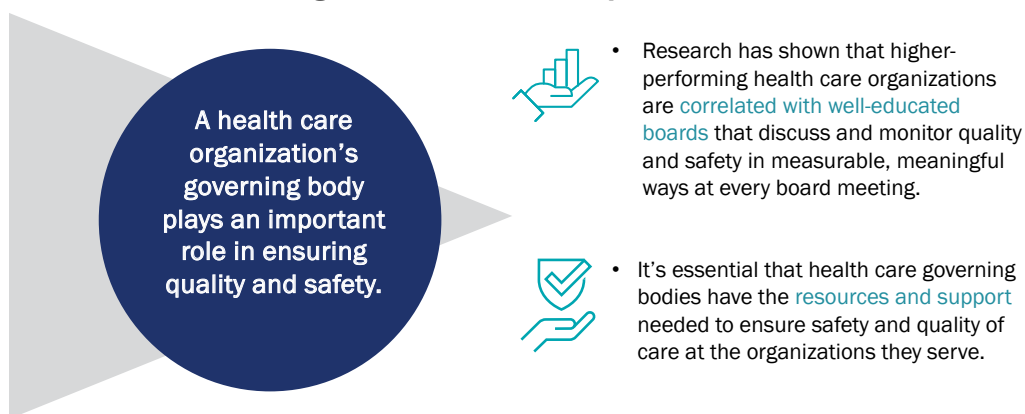 A health care
organization's
governing body
plays an important
role in ensuring
quality and safety.
• Research has shown that higher-
performing health care organizations
are correlated with well-educated
boards that discuss and monitor quality
and safety in measurable, meaningful
ways at every board meeting.
• It's essential that health care governing
bodies have the resources and support
needed to ensure safety and quality of
care at the organizations they serve.